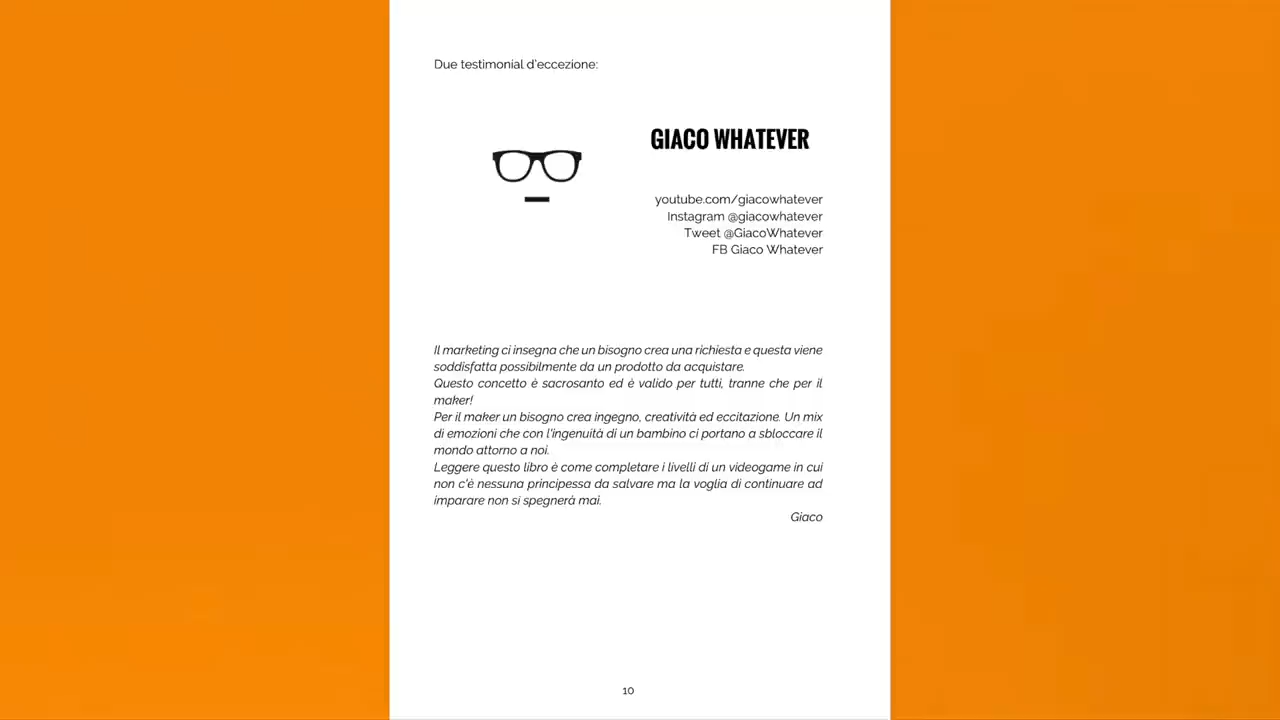 Due testimonial d'eccezione:
GIACO WHATEVER
youtube.com/giacowhatever
Instagram @giacowhatever
Tweet @GiacoWhatever
FB Giaco Whatever
Il marketing ci insegna che un bisogno crea una richiesta e questa viene
soddisfatta possibilmente da un prodotto da acquistare.
Questo concetto è sacrosanto ed è valido per tutti, tranne che per il
maker!
Per il maker un bisogno crea ingegno, creatività ed eccitazione. Un mix
di emozioni che con l'ingenuità di un bambino ci portano a sbloccare il
mondo attorno a noi.
Leggere questo libro è come completare i livelli di un videogame in cui
non c'è nessuna principessa da salvare ma la voglia di continuare ad
imparare non si spegnerà mai.
Giaco
10